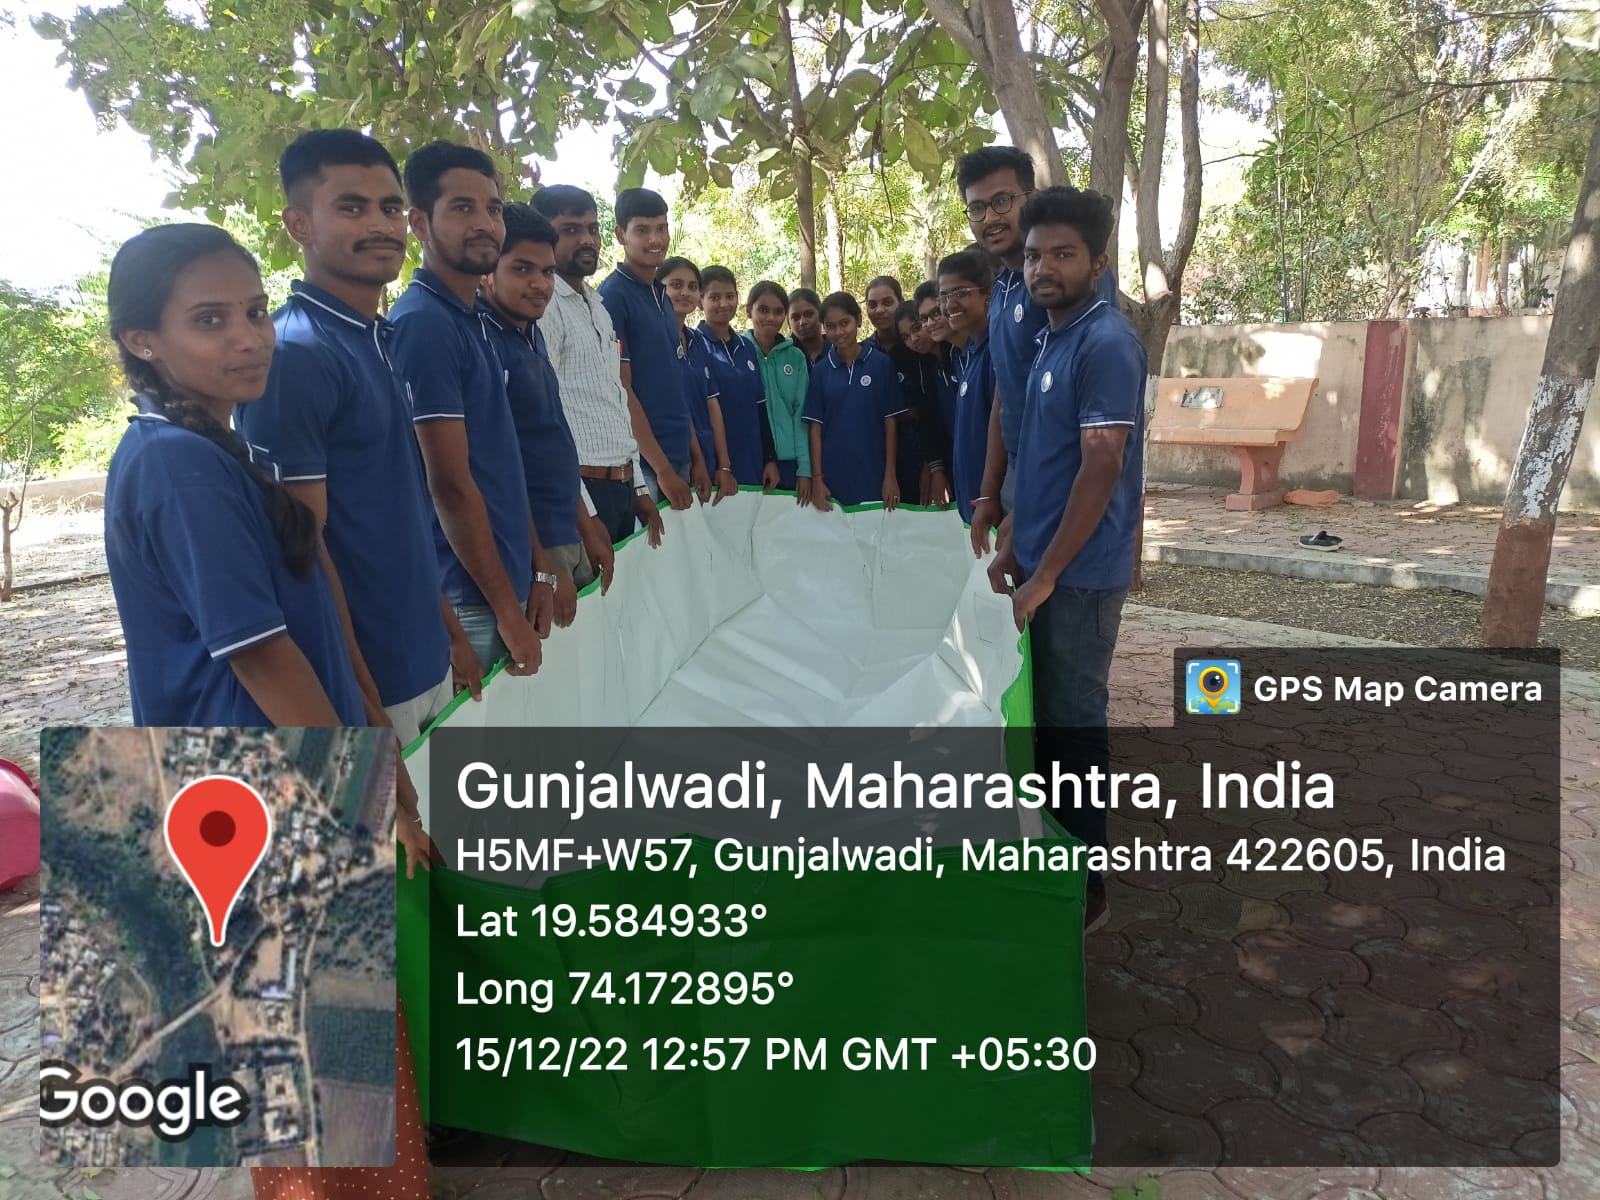 GPS Map Camera
Gunjalwadi, Maharashtra, India
H5MF+W57, Gunjalwadi, Maharashtra 422605, India
Lat 19.584933°
Long 74.172895°
15/12/22 12:57 PM GMT +05:30
Google